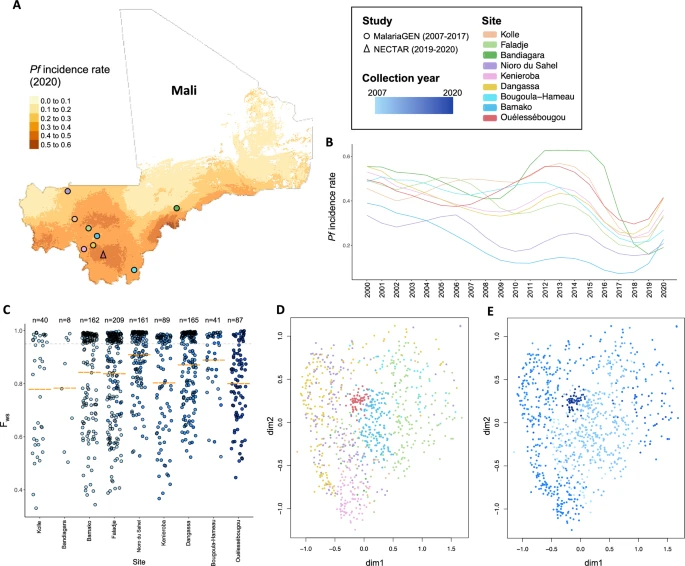 A
Pf incidence rate
(2020)
0.0 to 0.1
0.1 to 0.2
0.2 to 0.3
0.3 to 0.4
0.4 to 0.5
0.5 to 0.6
Mali
Study
MalariaGEN (2007-2017)
NECTAR (2019-2020)
Collection year
2007 2020
Site
Kolle
Faladje
Bandiagara
Nioro du Sahel
Kenieroba
Dangassa
Bougoula-Hameau
Bamako
Ouélessébougou
B
Pf incidence rate
0.6
0.4
0.2
2000 2001 2002 2003 2004 2005 2006 2007 2008 2009 2010 2011 2012 2013 2014 2015 2016 2017 2018 2019 2020
C
n=40 n=8 n=162 n=209 n=161 n=89 n=165 n=41 n=87
Fws
1.0
0.8
0.6
0.4
Kolle Bandiagara Bamako Faladje Nioro du Sahel Kenieroba Dangassa Bougoula-Hameau Ouélessébougou
Site
D
dim2
1.0
0.5
0.0
-0.5
-1.0
-1.0 -0.5 0.0 0.5 1.0 1.5
dim1
E
dim2
1.0
0.5
0.0
-0.5
-1.0
-1.0 -0.5 0.0 0.5 1.0 1.5
dim1